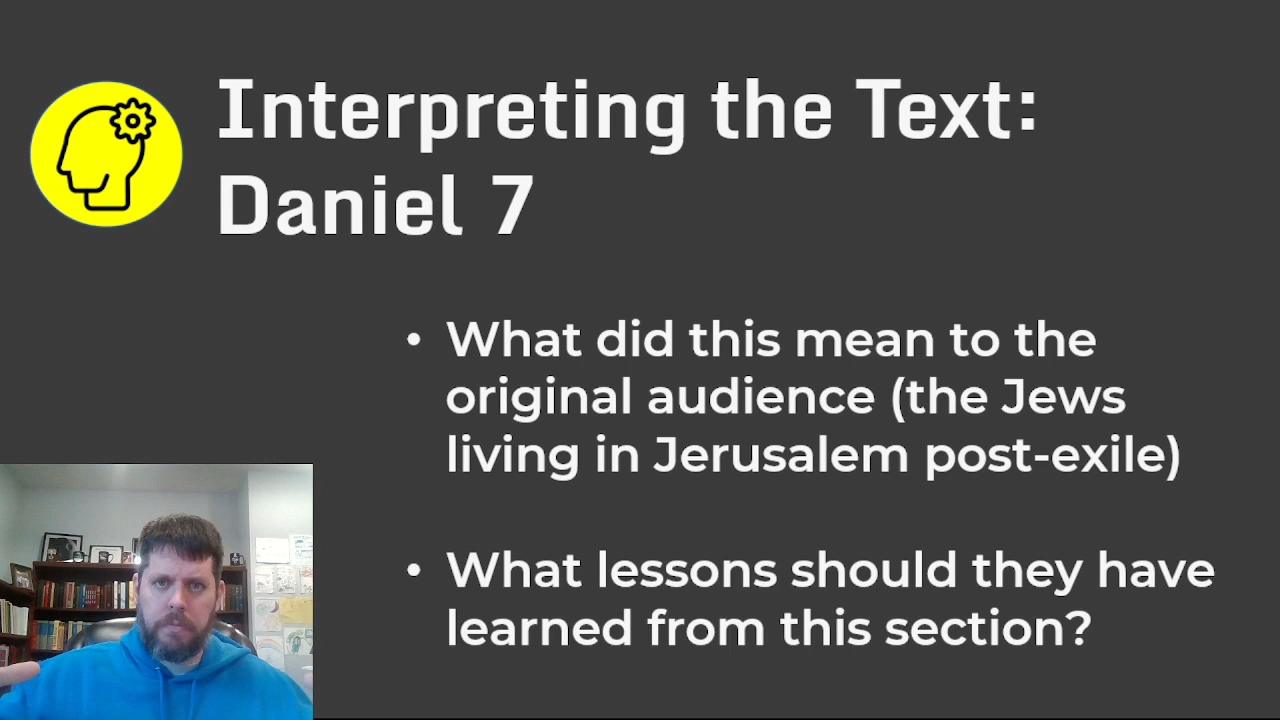 Interpreting the Text:
Daniel 7
• What did this mean to the
original audience (the Jews
living in Jerusalem post-exile)
• What lessons should they have
learned from this section?